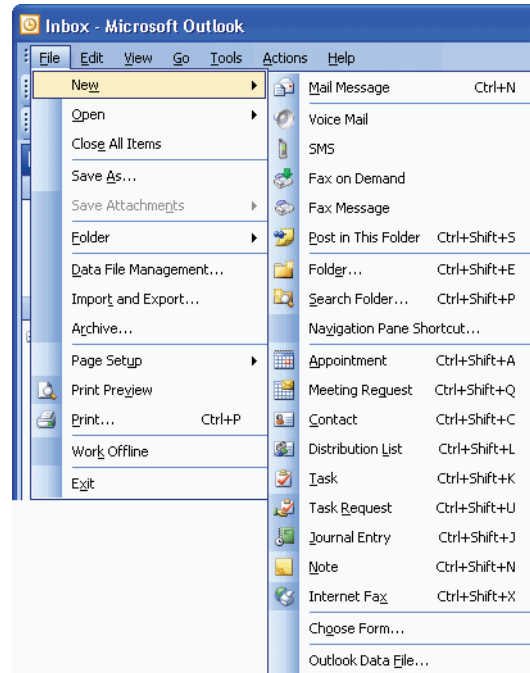 Inbox - Microsoft Outlook
File Edit View Go Tools Actions Help
New
Open
Close All Items
Save As...
Save Attachments
Folder
Data File Management...
Import and Export...
Archive...
Page Setup
Print Preview
Print... Ctrl+P
Work Offline
Exit
Mail Message Ctrl+N
Voice Mail
SMS
Fax on Demand
Fax Message
Post in This Folder Ctrl+Shift+S
Folder... Ctrl+Shift+E
Search Folder... Ctrl+Shift+P
Navigation Pane Shortcut...
Appointment Ctrl+Shift+A
Meeting Request Ctrl+Shift+Q
Contact Ctrl+Shift+C
Distribution List Ctrl+Shift+L
Task Ctrl+Shift+K
Task Request Ctrl+Shift+U
Journal Entry Ctrl+Shift+J
Note Ctrl+Shift+N
Internet Fax Ctrl+Shift+X
Choose Form...
Outlook Data File...